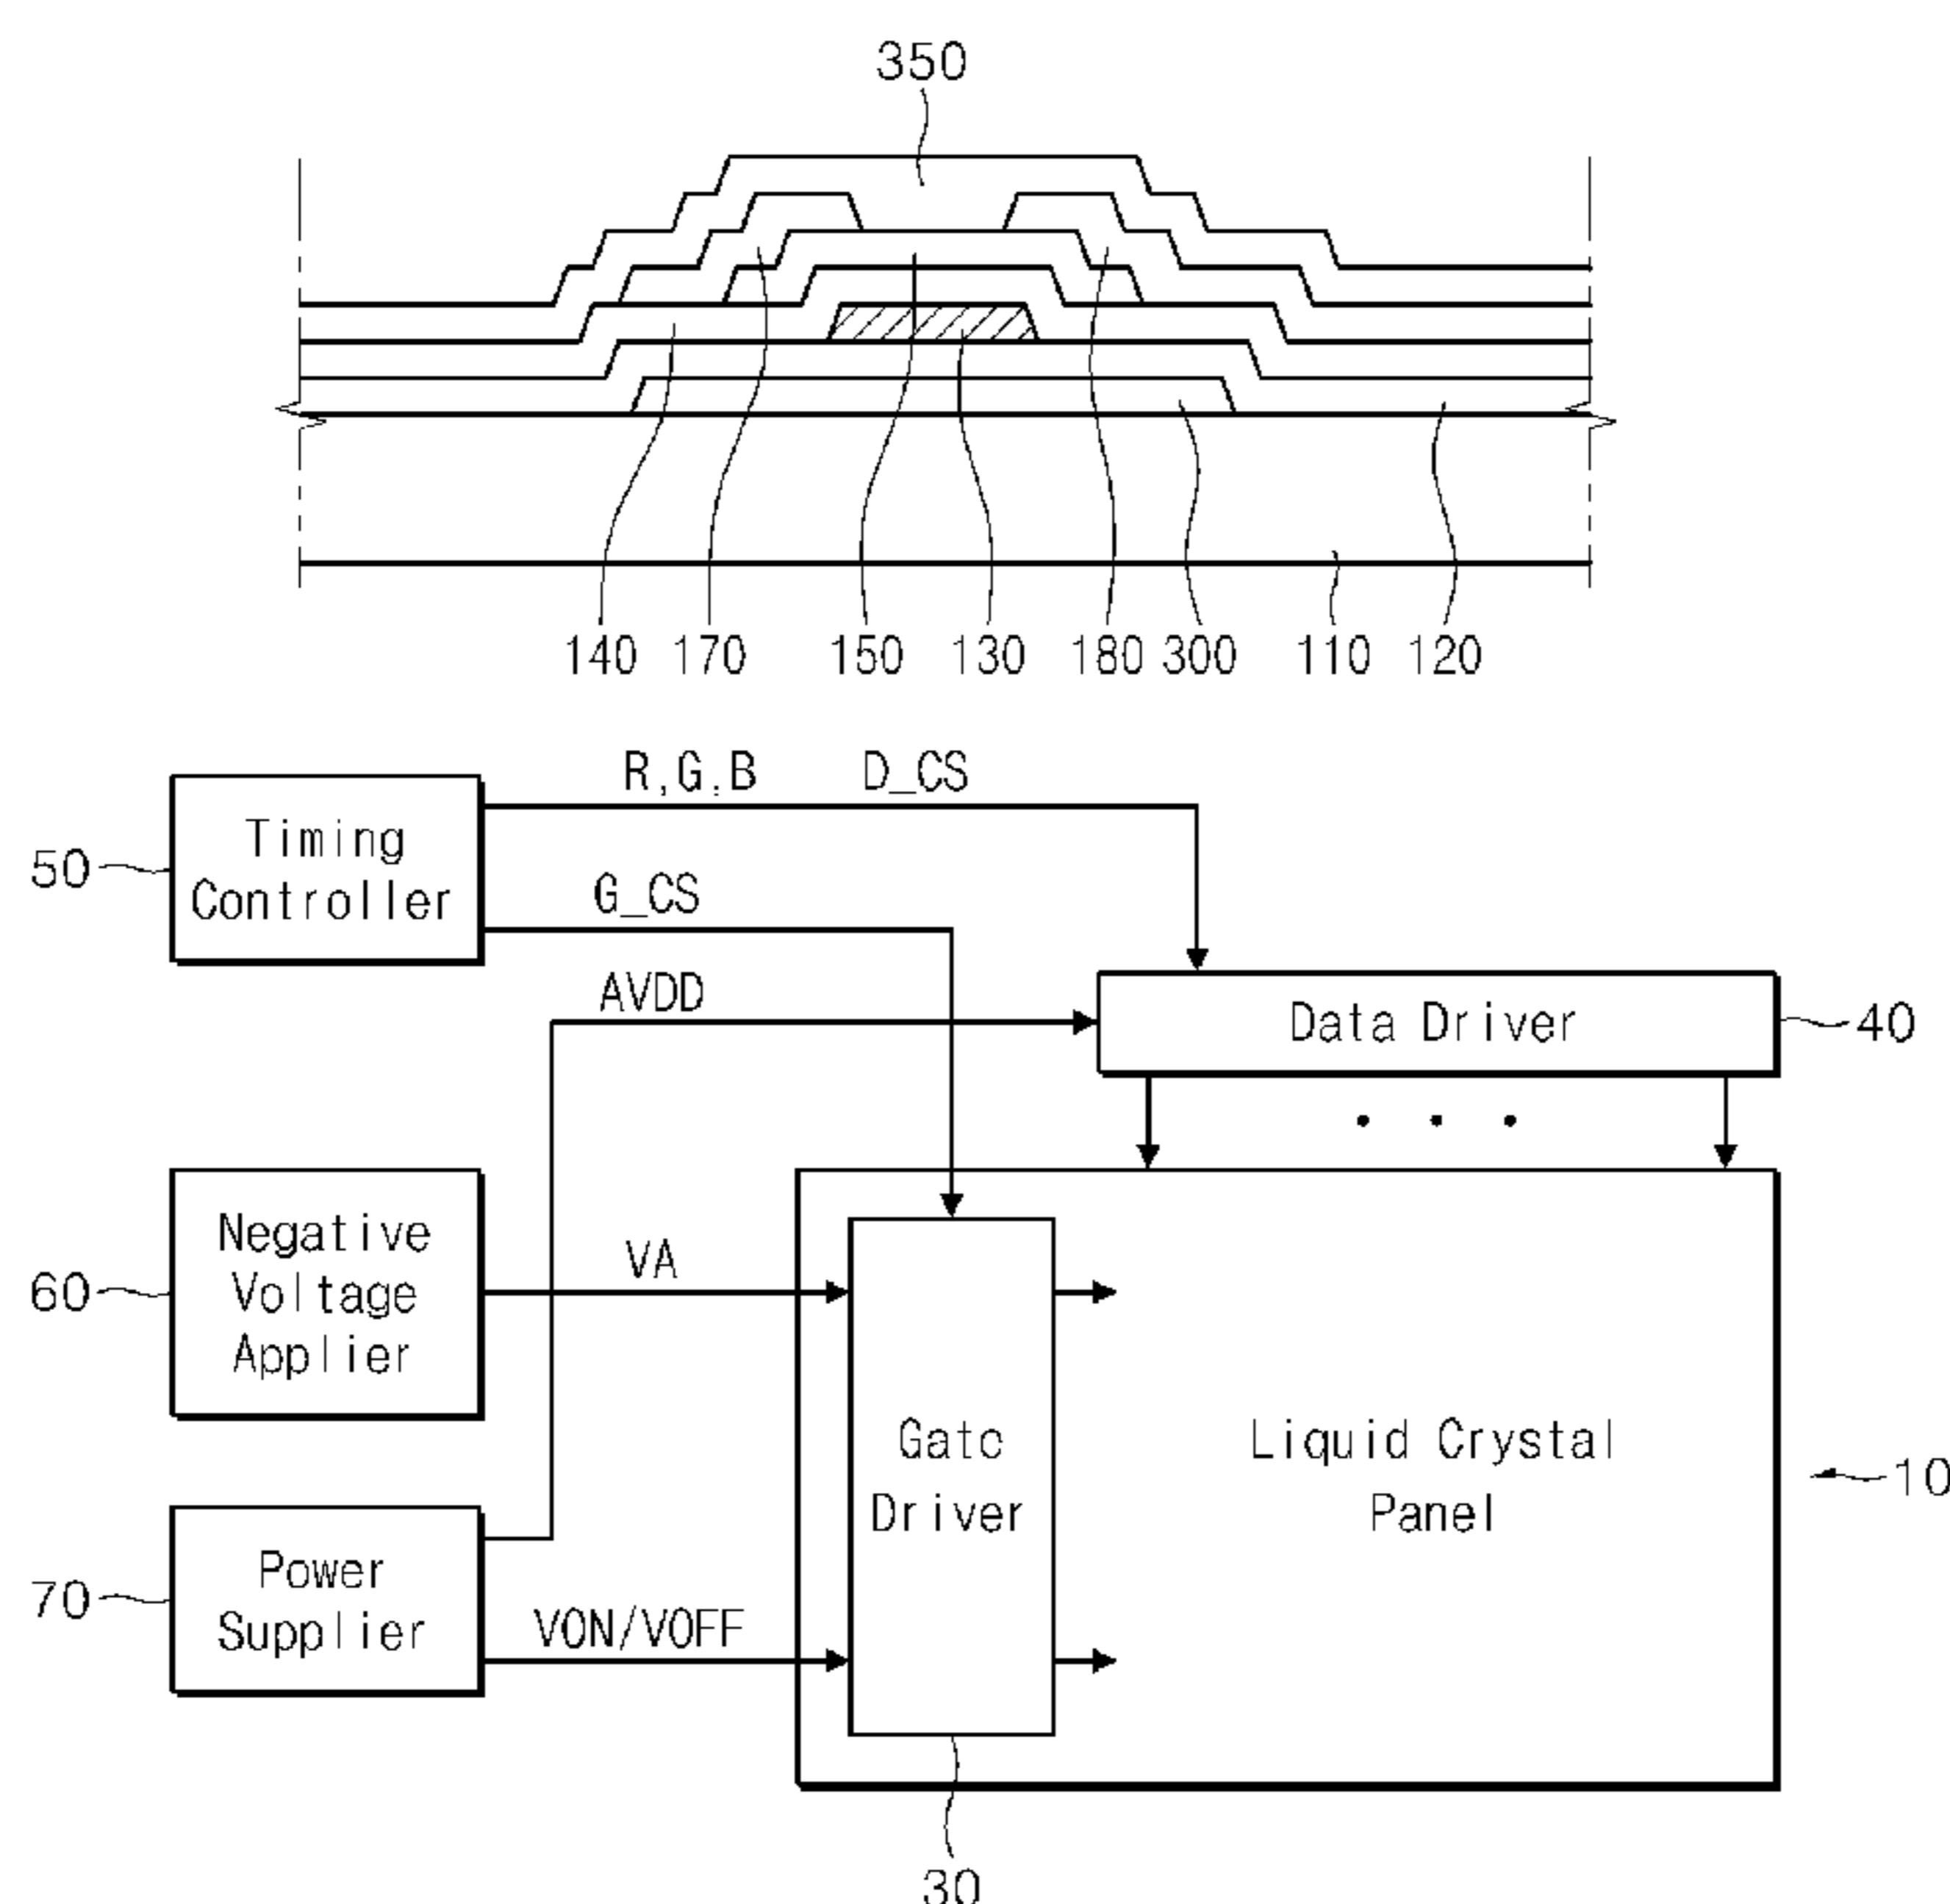 350
140 170 150 130 180 300 110 120
R,G,B D_CS
Timing
Controller
50
G_CS
AVDD
Data Driver
40
Negative
Voltage
Applier
60
VA
Gate
Driver
Liquid Crystal
Panel
10
Power
Supplier
70
VON/VOFF
30